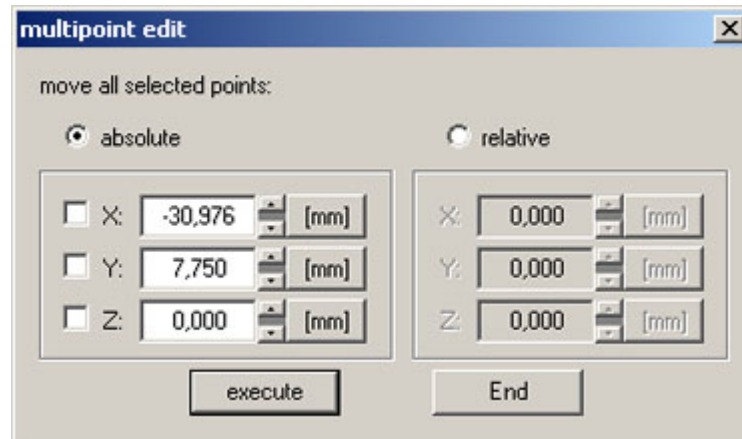 multipoint edit
move all selected points:
absolute relative
X: -30,976 [mm] X: 0,000 [mm]
Y: 7,750 [mm] Y: 0,000 [mm]
Z: 0,000 [mm] Z: 0,000 [mm]
execute End